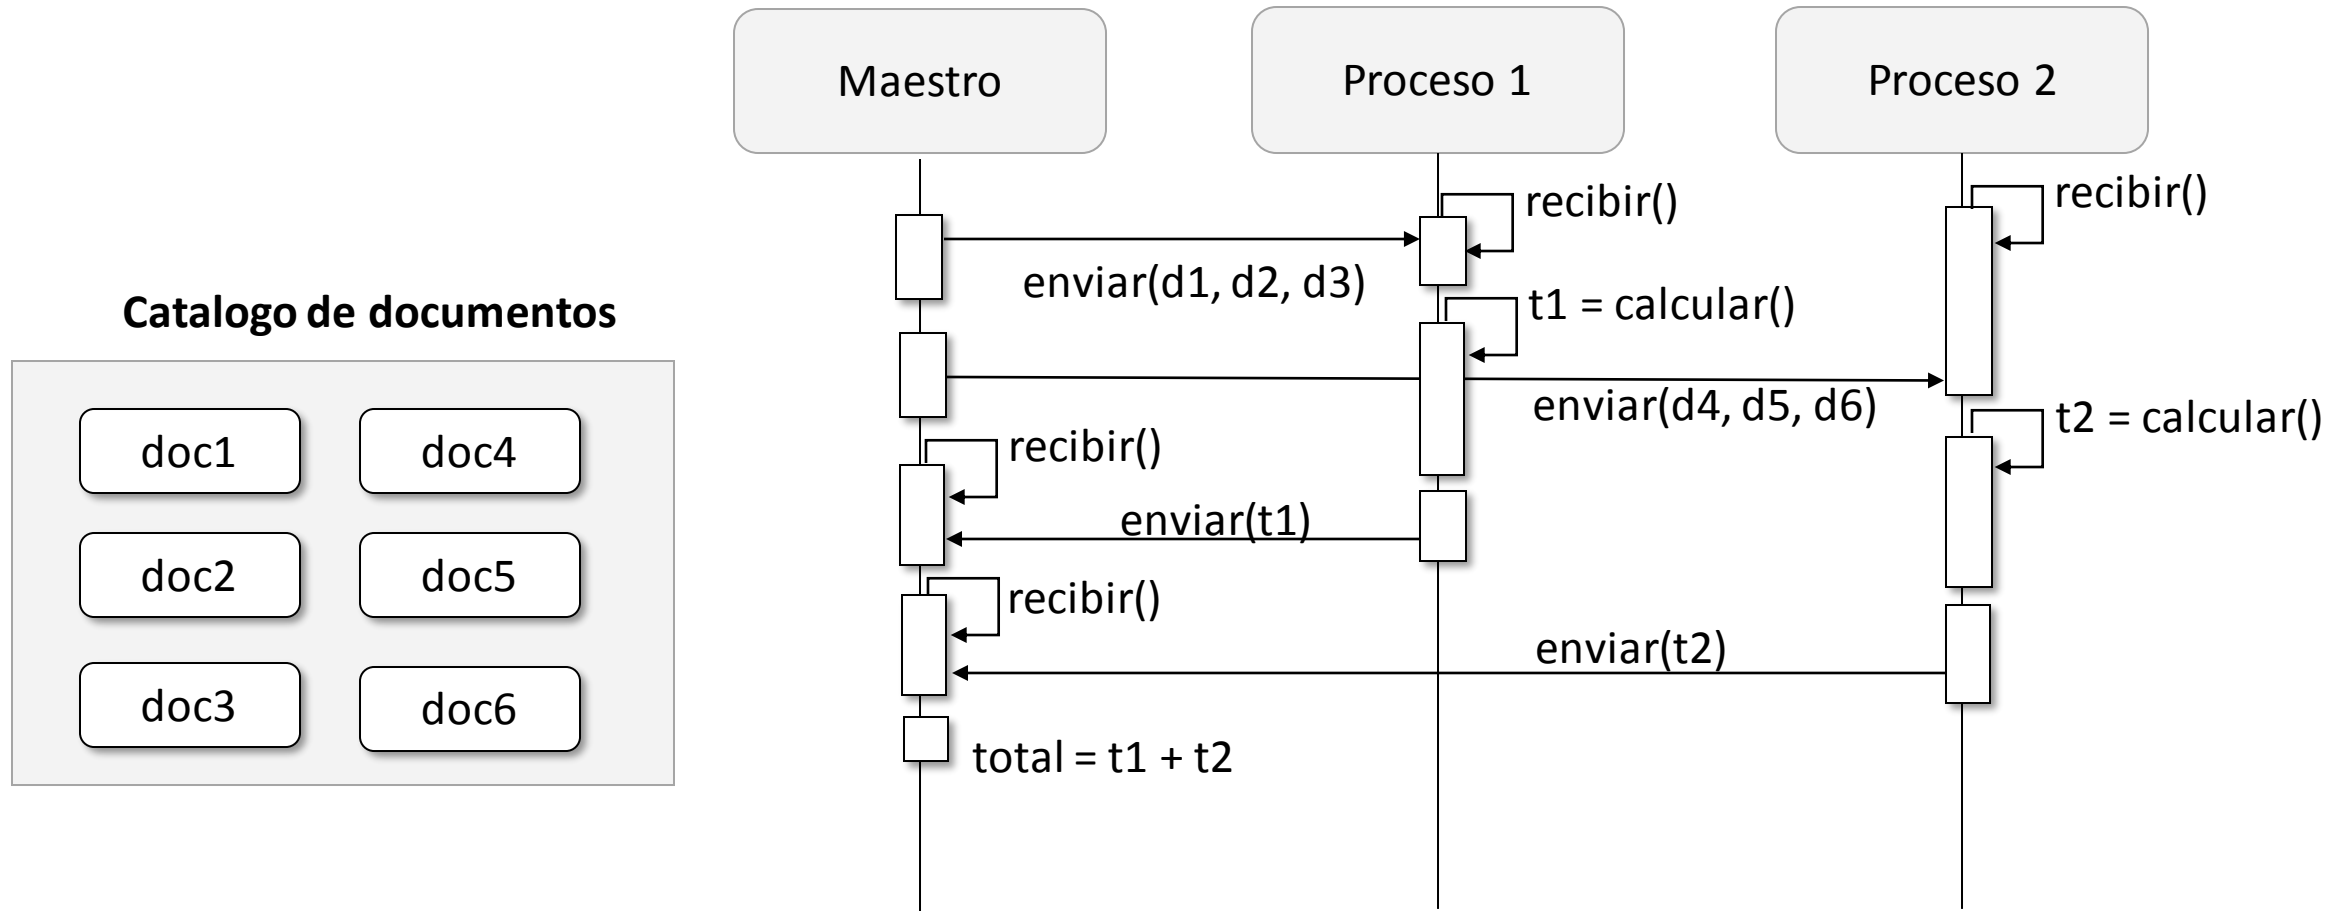 Maestro
Proceso 1
Proceso 2
recibir()
recibir()
enviar(d1, d2, d3)
t1 = calcular()
Catalogo de documentos
enviar(d4, d5, d6)
t2 = calcular()
doc1
doc4
recibir()
enviar(t1)
doc2
doc5
recibir()
enviar(t2)
doc3
doc6
total = t1 + t2